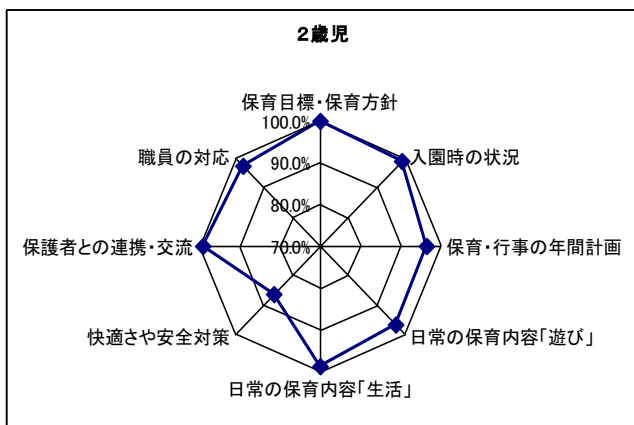 2歳児
保育目標・保育方針
100.0%
職員の対応
入園時の状況
90.0%
80.0%
保護者との連携・交流
70.0%
保育・行事の年間計画
快適さや安全対策
日常の保育内容「遊び」
日常の保育内容「生活」